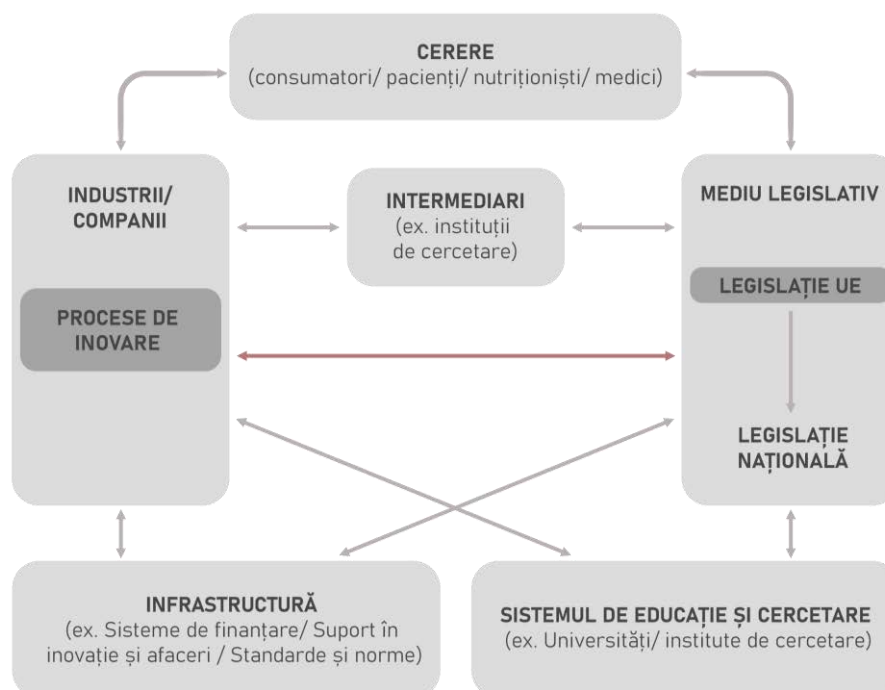 CERERE
(consumatori/ pacienți/ nutriționiști/ medici)
INDUSTRII/
COMPANII
PROCESE DE
INOVARE
INTERMEDIARI
(ex. instituții
de cercetare)
MEDIU LEGISLATIV
LEGISLAȚIE UE
LEGISLAȚIE
NAȚIONALĂ
INFRASTRUCTURĂ
(ex. Sisteme de finanțare/ Suport în
inovație și afaceri / Standarde și norme)
SISTEMUL DE EDUCAȚIE ȘI CERCETARE
(ex. Universități/ institute de cercetare)